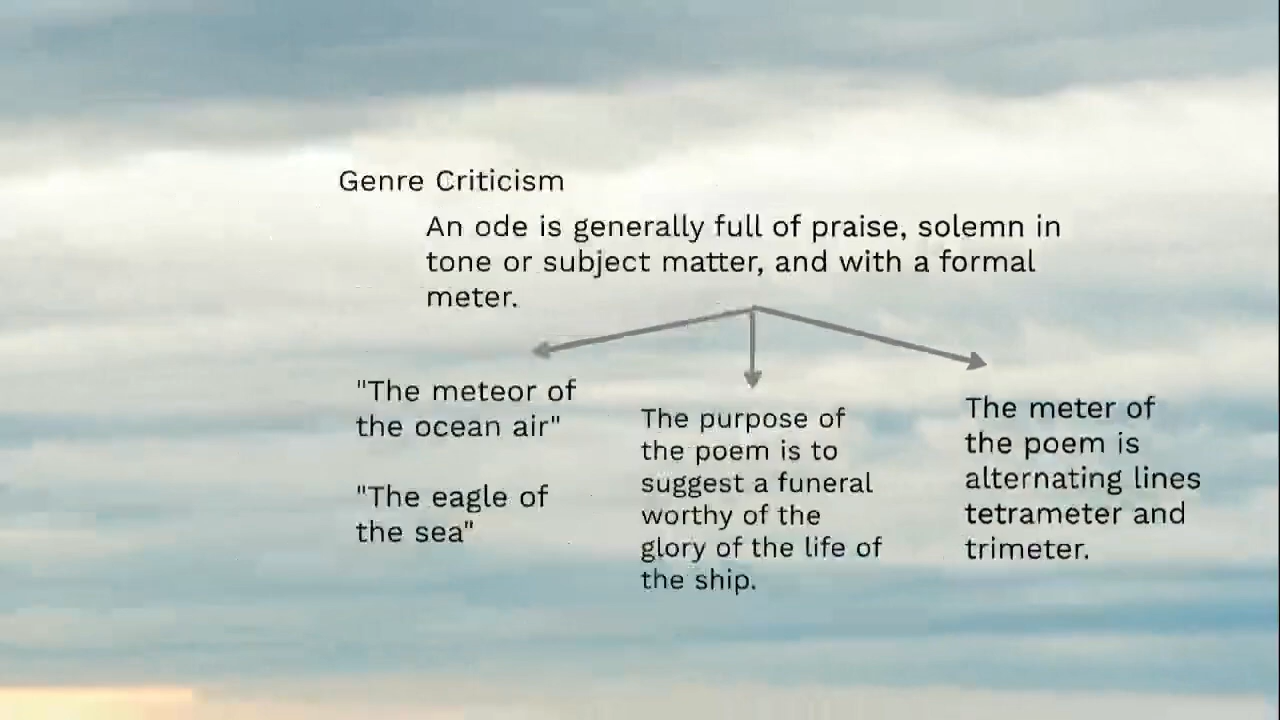 Genre Criticism
An ode is generally full of praise, solemn in
tone or subject matter, and with a formal
meter.
"The meteor of
the ocean air"
"The eagle of
the sea"
The purpose of
the poem is to
suggest a funeral
worthy of the
glory of the life of
the ship.
The meter of
the poem is
alternating lines
tetrameter and
trimeter.